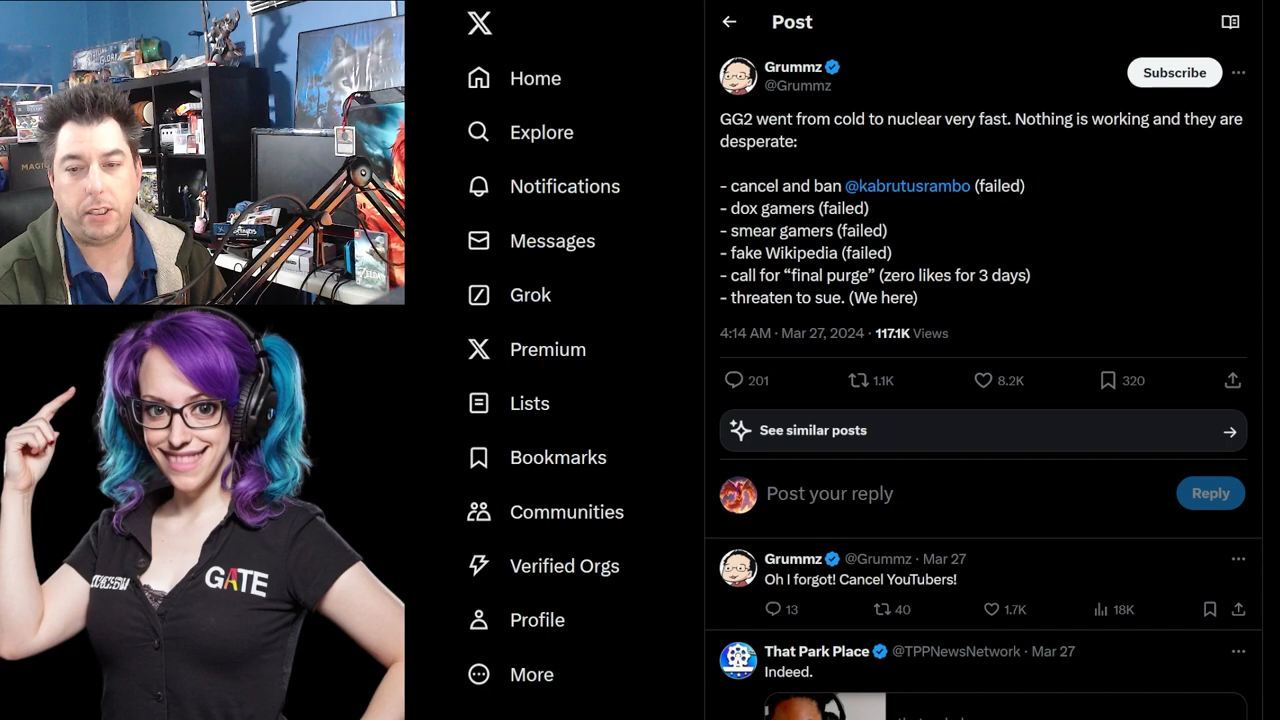 MAGIC
GATE
X
Home
Explore
Notifications
Messages
Grok
Premium
Lists
Bookmarks
Communities
Verified Orgs
Profile
More
Post
Grummz
@Grummz
Subscribe
GG2 went from cold to nuclear very fast. Nothing is working and they are
desperate:
- cancel and ban @kabrutusrambo (failed)
- dox gamers (failed)
- smear gamers (failed)
- fake Wikipedia (failed)
- call for “final purge” (zero likes for 3 days)
- threaten to sue. (We here)
4:14 AM · Mar 27, 2024 · 117.1K Views
201 1.1K 8.2K 320
See similar posts
Post your reply
Reply
Grummz @Grummz · Mar 27
Oh I forgot! Cancel YouTubers!
13 40 1.7K 18K
That Park Place @TPPNewsNetwork · Mar 27
Indeed.